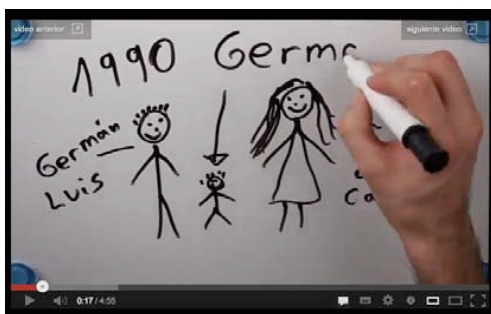 video anterior
siguiente video
1990 Germ
Germán
Luis
0:17 / 4:55